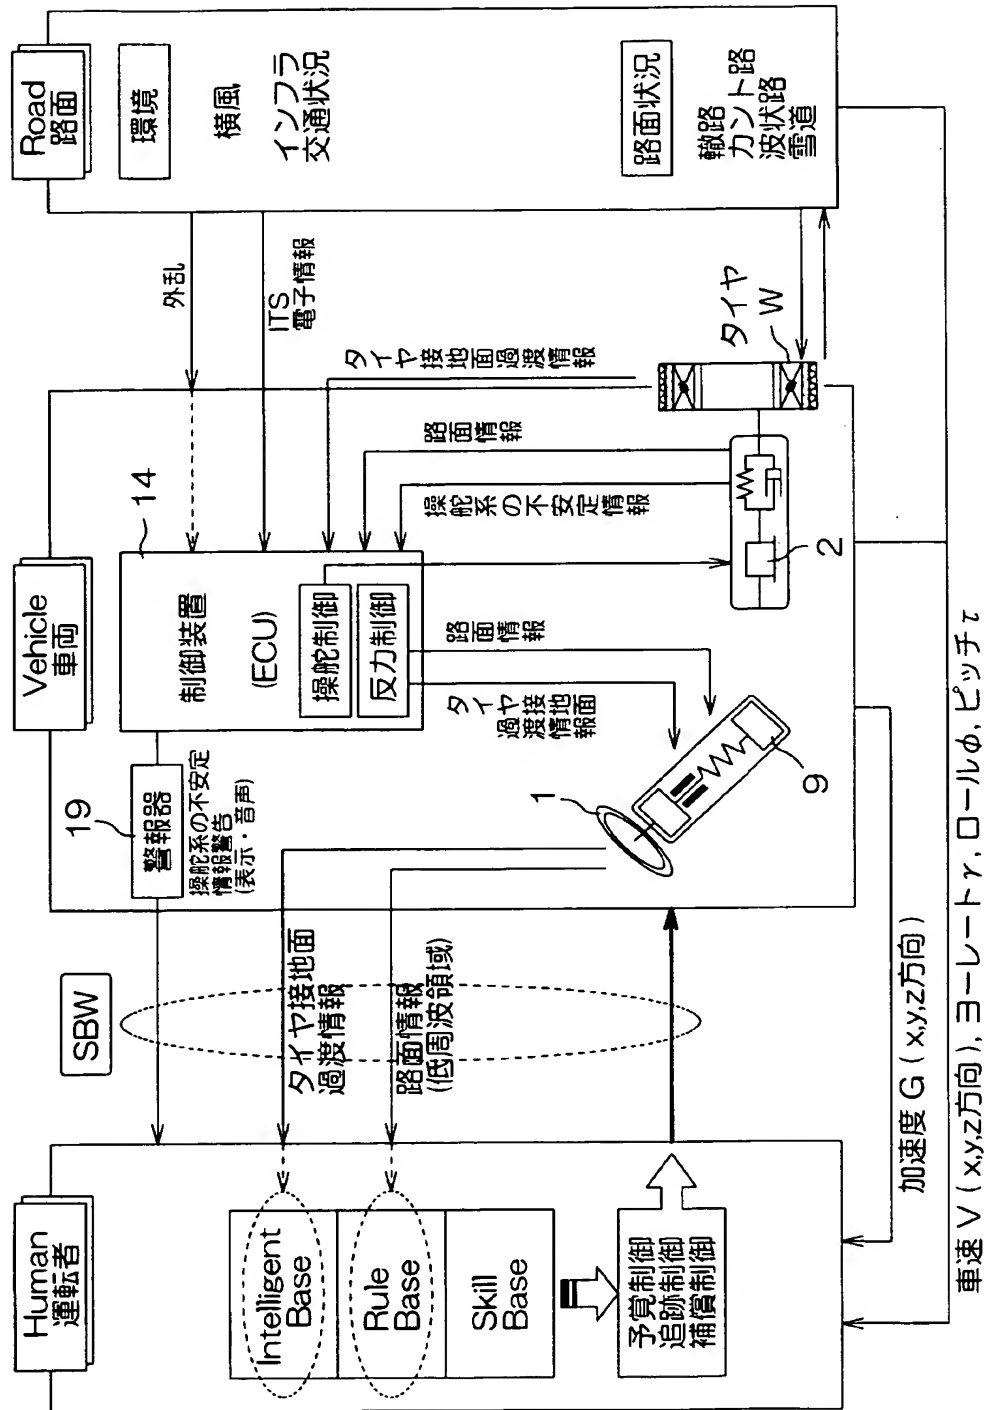 Human
運転者
Intelligent
Base
Rule
Base
Skill
Base
予覚制御
追跡制御
補償制御
SBW
タイヤ接地面
過渡情報
路面情報
(低周波領域)
加速度 G (x,y,z方向)
車速 V (x,y,z方向), ヨーレートγ, ロールφ, ピッチτ
Vehicle
車両
19
警報器
操舵系の不安定
情報警告
(表示・音声)
14
制御装置
(ECU)
操舵制御
反力制御
タイヤ接地面
過渡情報
路面情報
1
9
2
操舵系の不安定情報
路面情報
タイヤ接地面過渡情報
タイヤ
W
外乱
ITS
電子情報
Road
路面
環境
横風
インフラ
交通状況
路面状況
轍路
カント路
波状路
雪道